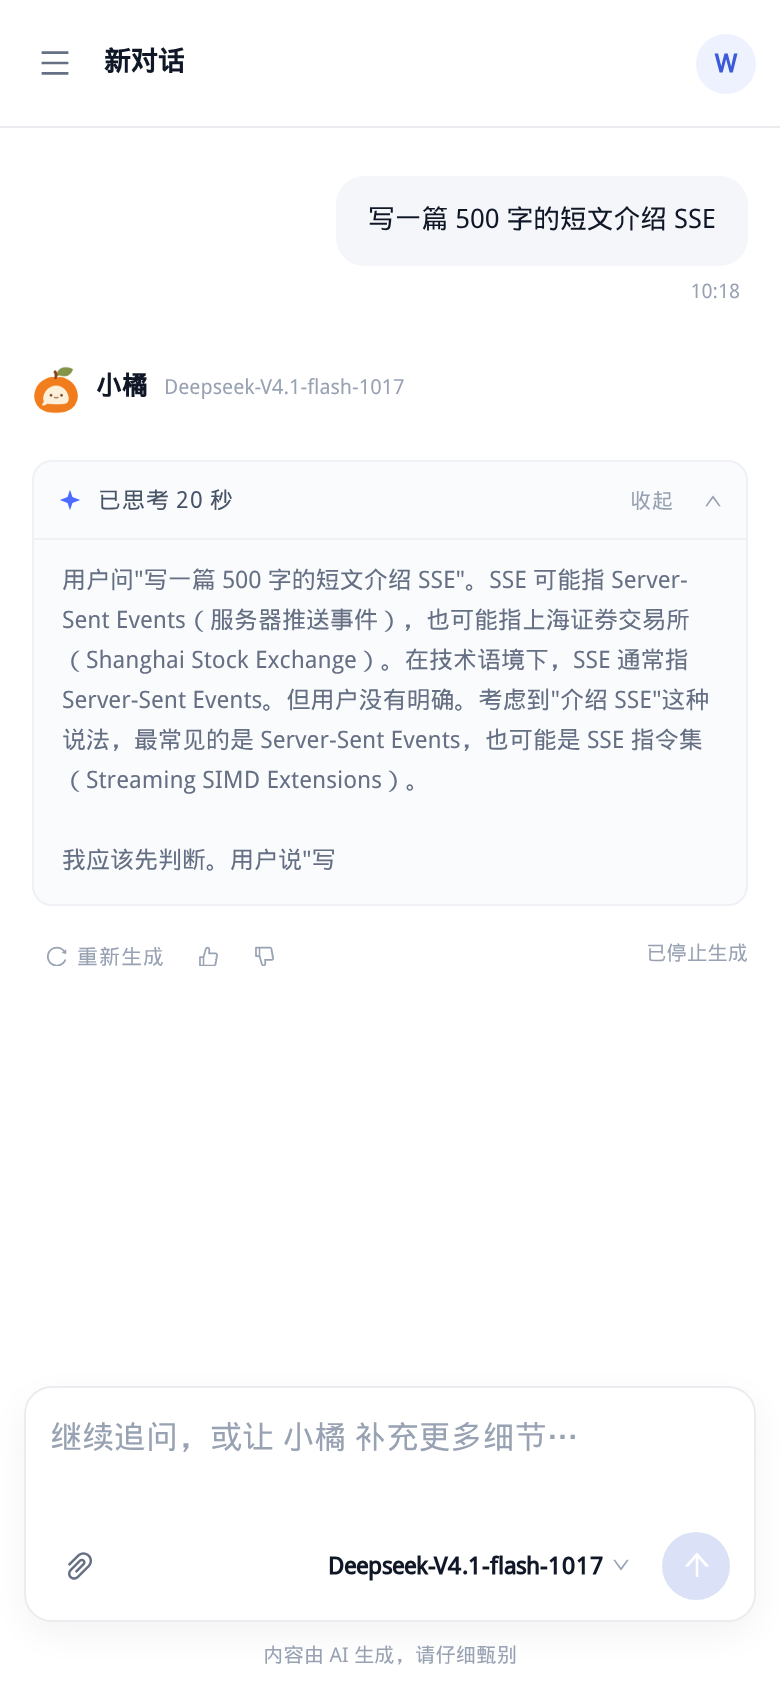 新对话
W
写一篇 500 字的短文介绍 SSE
10:18
小橘 Deepseek-V4.1-flash-1017
已思考 20 秒 收起
用户问"写一篇 500 字的短文介绍 SSE"。SSE 可能指 Server-
Sent Events（服务器推送事件），也可能指上海证券交易所
（Shanghai Stock Exchange）。在技术语境下，SSE 通常指
Server-Sent Events。但用户没有明确。考虑到"介绍 SSE"这种
说法，最常见的是 Server-Sent Events，也可能是 SSE 指令集
（Streaming SIMD Extensions）。
我应该先判断。用户说"写
重新生成 已停止生成
继续追问，或让 小橘 补充更多细节…
Deepseek-V4.1-flash-1017
内容由 AI 生成，请仔细甄别